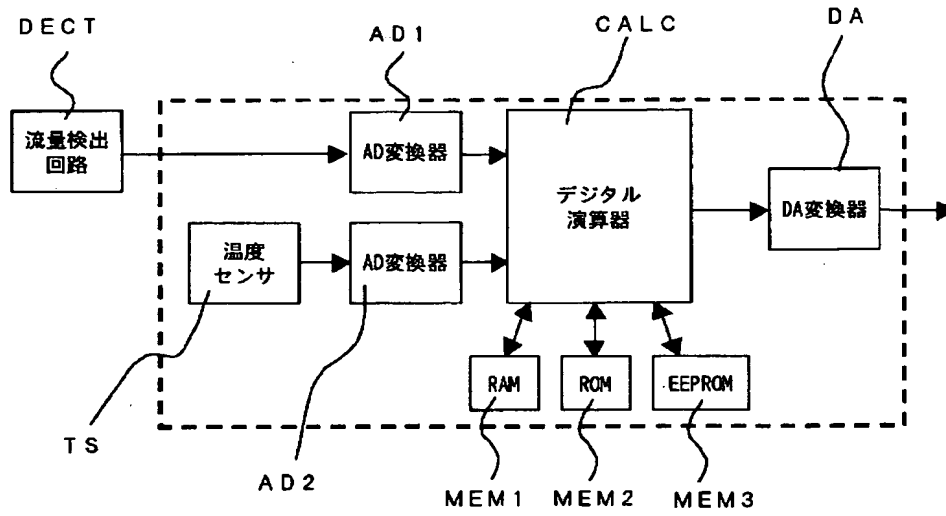 DECT
AD1
CALC
DA
流量検出
回路
AD変換器
デジタル
演算器
DA変換器
温度
センサ
AD変換器
RAM
ROM
EEPROM
TS
AD2
MEM1
MEM2
MEM3